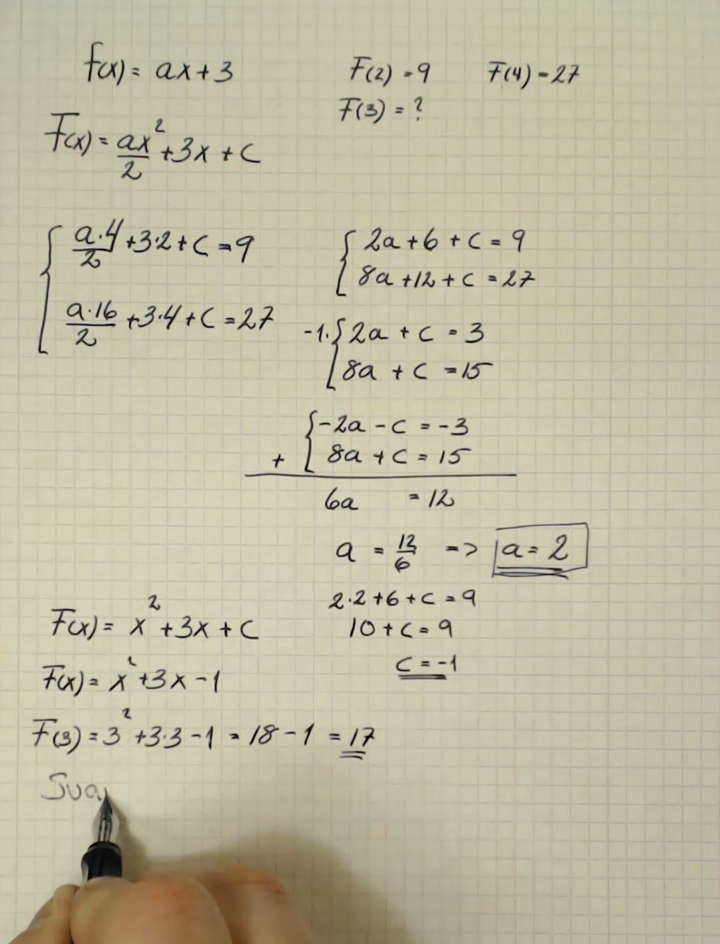 f(x) = ax + 3
F(2) = 9 F(4) = 27
F(3) = ?
F(x) = ax²/2 + 3x + C
{ a·4/2 + 3·2 + C = 9
a·16/2 + 3·4 + C = 27
{ 2a + 6 + C = 9
8a + 12 + C = 27
-1· { 2a + C = 3
8a + C = 15
{ -2a - C = -3
+ 8a + C = 15
6a = 12
a = 12/6 => a = 2
2·2 + 6 + C = 9
10 + C = 9
C = -1
F(x) = x² + 3x + C
F(x) = x² + 3x - 1
F(3) = 3² + 3·3 - 1 = 18 - 1 = 17